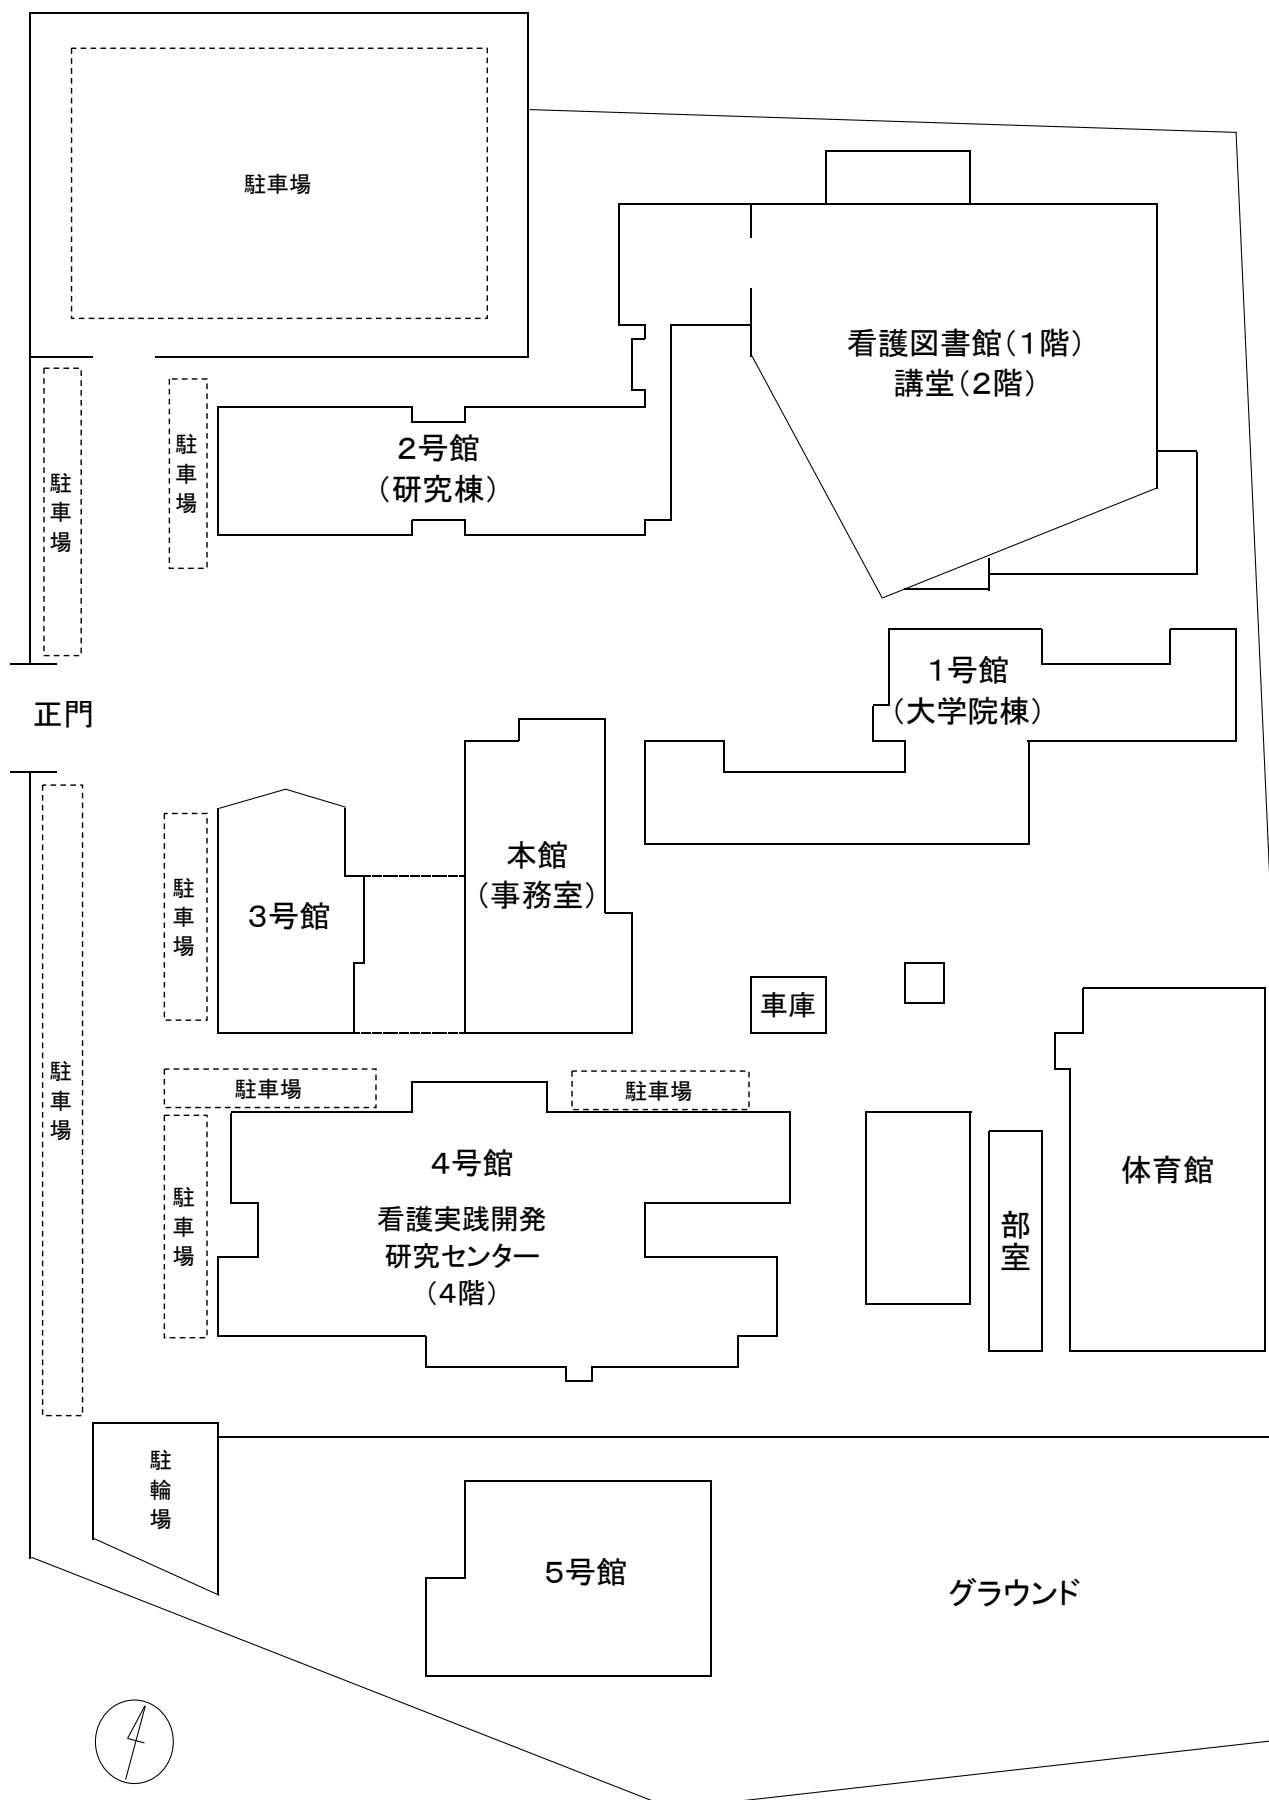 駐車場
看護図書館(1階)
講堂(2階)
2号館
(研究棟)
駐車場
駐車場
1号館
(大学院棟)
正門
本館
(事務室)
3号館
駐車場
車庫
駐車場
駐車場
駐車場
4号館
看護実践開発
研究センター
(4階)
駐車場
部室
体育館
駐輪場
5号館
グラウンド